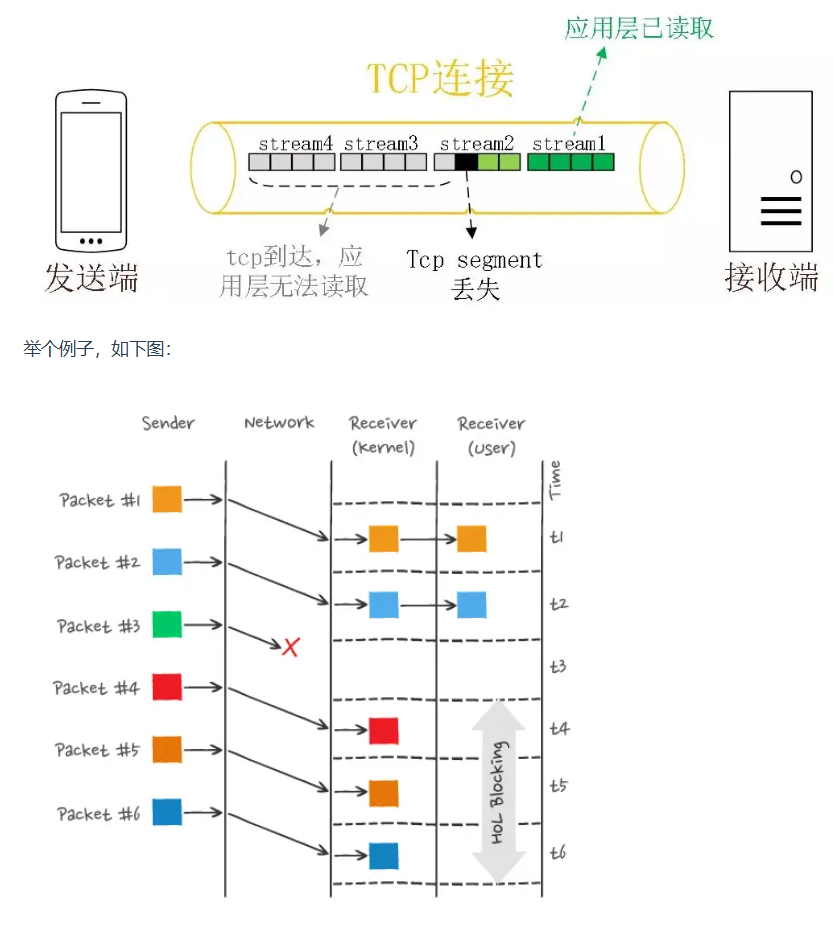 应用层已读取
TCP连接
stream4 stream3 stream2 stream1
tcp到达，应
用层无法读取
Tcp segment
丢失
发送端
接收端
举个例子，如下图：
Sender Network Receiver Receiver
(kernel) (user)
Time
Packet #1
t1
Packet #2
t2
Packet #3
X
t3
Packet #4
t4
Packet #5
t5
HoL Blocking
Packet #6
t6